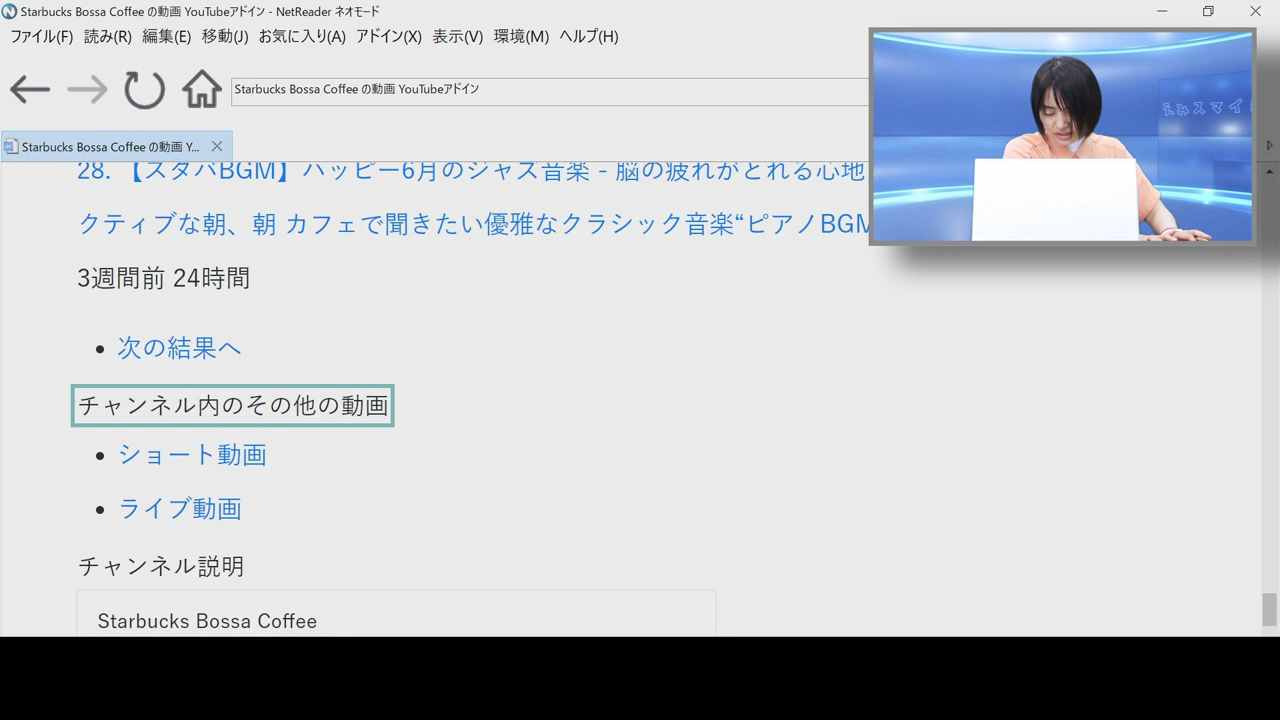 Starbucks Bossa Coffee の動画 YouTubeアドイン - NetReader ネオモード
ファイル(F) 読み(R) 編集(E) 移動(J) お気に入り(A) アドイン(X) 表示(V) 環境(M) ヘルプ(H)
Starbucks Bossa Coffee の動画 YouTubeアドイン
Starbucks Bossa Coffee の動画 Y...
えみスマイ
28. 【スタバBGM】ハッピー6月のジャズ音楽 - 脳の疲れがとれる心地
クティブな朝、朝 カフェで聞きたい優雅なクラシック音楽“ピアノBGM
3週間前 24時間
• 次の結果へ
チャンネル内のその他の動画
• ショート動画
• ライブ動画
チャンネル説明
Starbucks Bossa Coffee